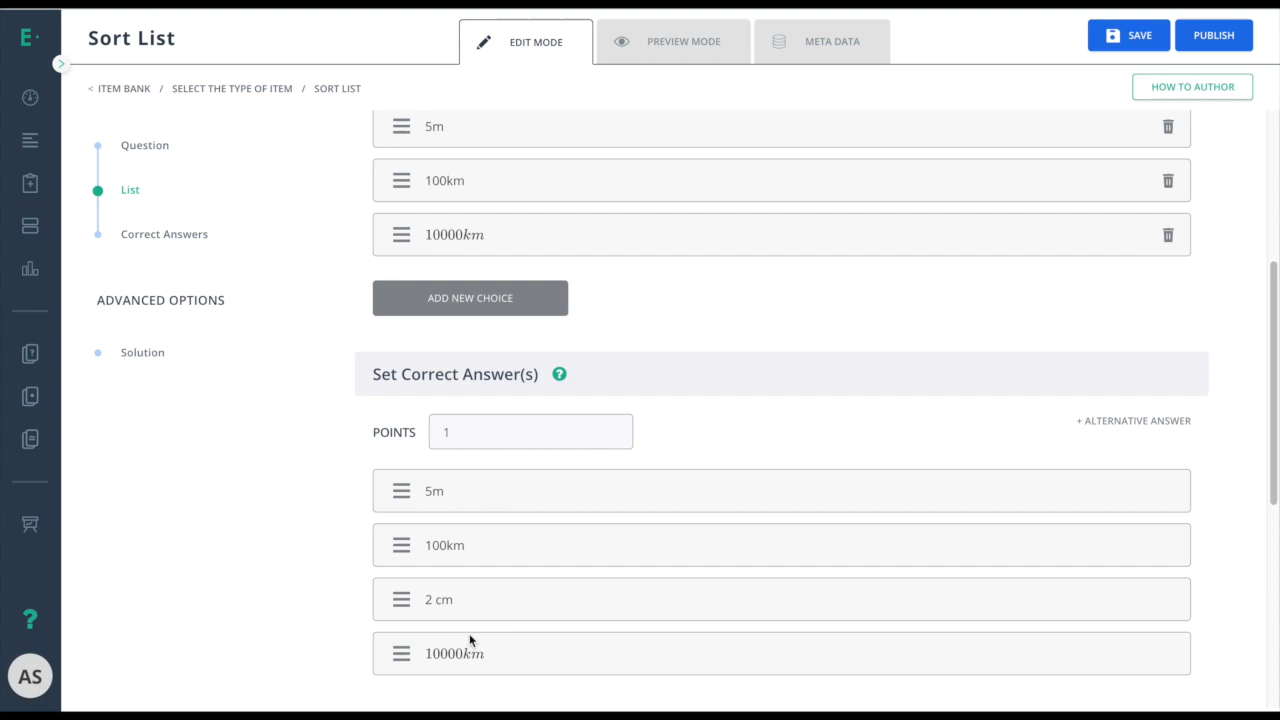 E·
Sort List
EDIT MODE
PREVIEW MODE
META DATA
SAVE
PUBLISH
< ITEM BANK / SELECT THE TYPE OF ITEM / SORT LIST
HOW TO AUTHOR
Question
List
Correct Answers
ADVANCED OPTIONS
Solution
5m
100km
10000km
ADD NEW CHOICE
Set Correct Answer(s) ?
POINTS 1
+ ALTERNATIVE ANSWER
5m
100km
2 cm
10000km
?
AS